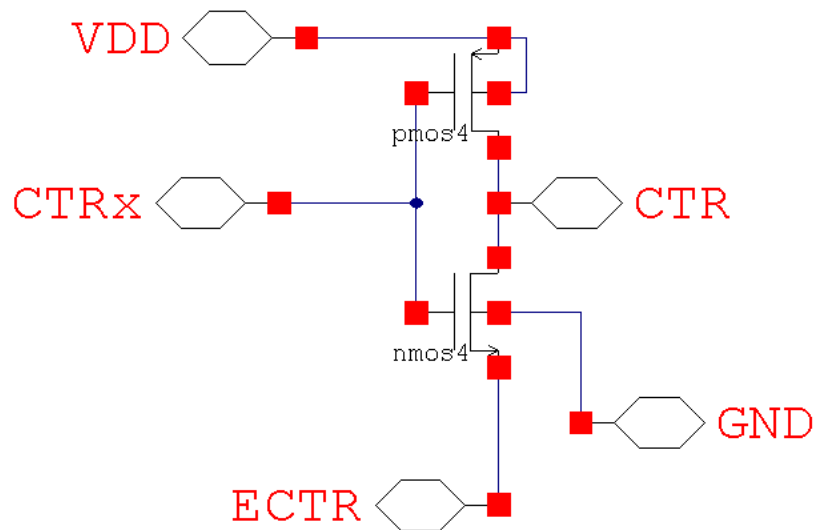 VDD
pmos4
CTRx
CTR
nmos4
GND
ECTR